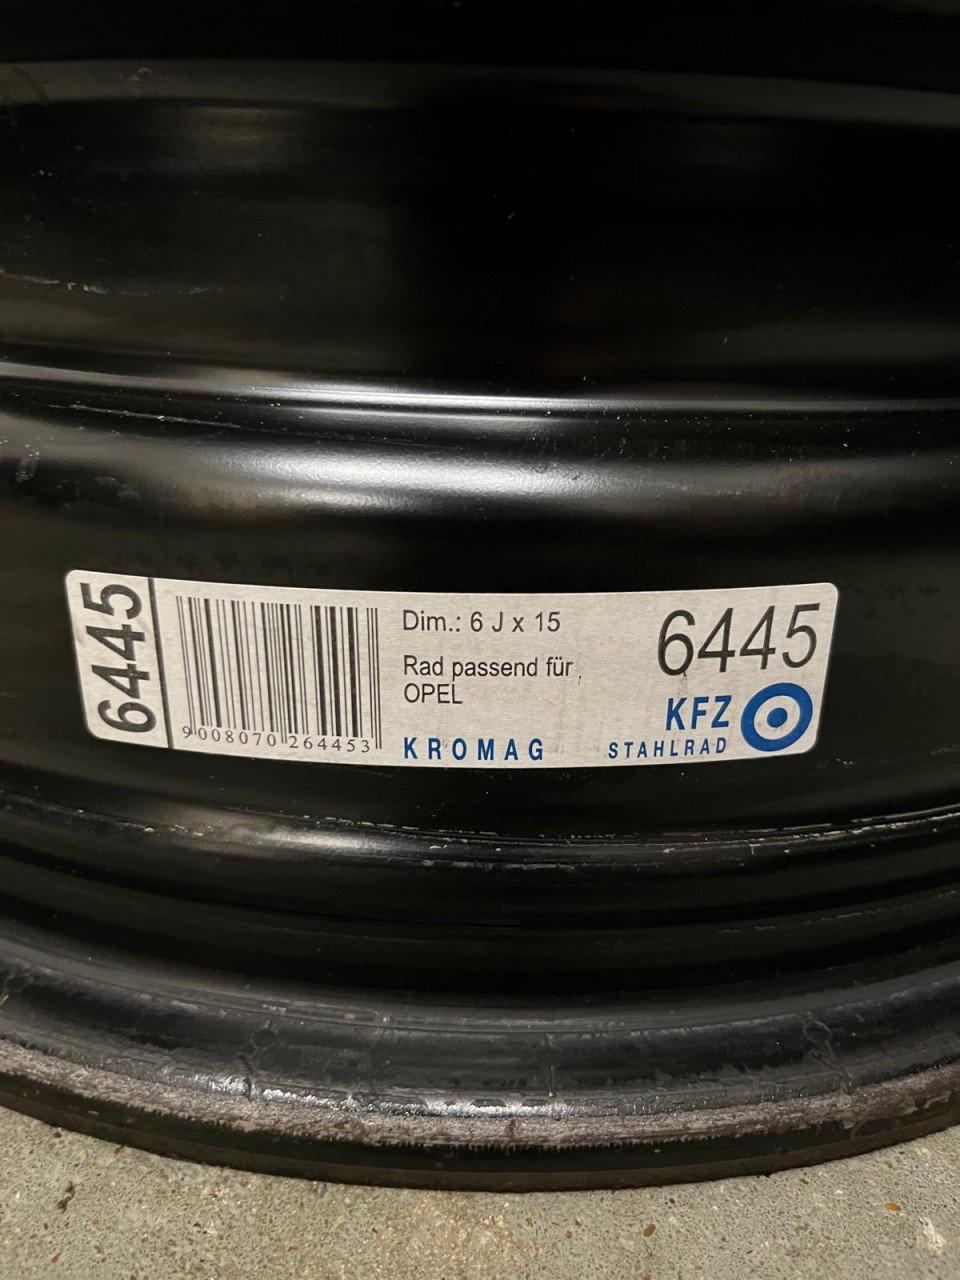 6445
9008070264453
Dim.: 6 J x 15
Rad passend für
OPEL
KROMAG
6445
KFZ
STAHLRAD